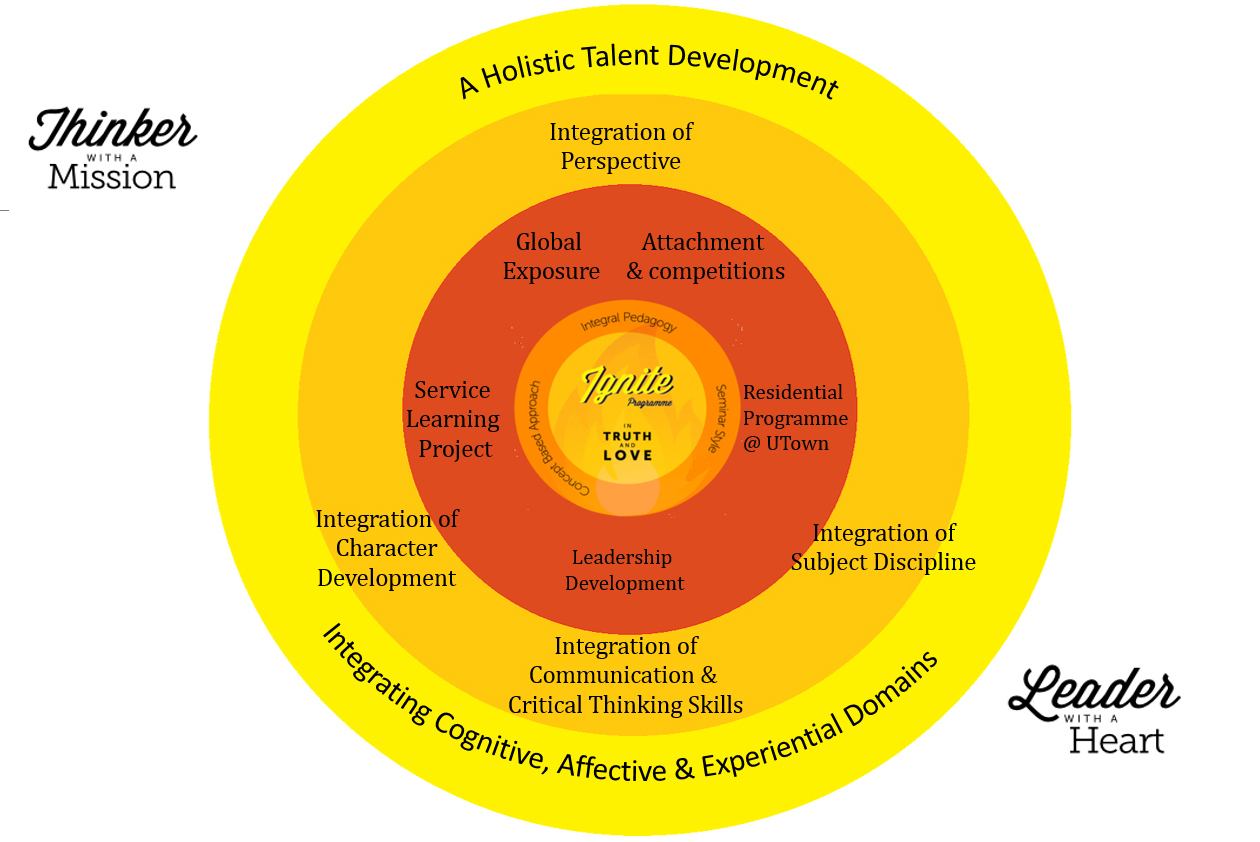 A Holistic Talent Development
Thinker
WITH A
Mission
Integration of
Perspective
Global
Exposure
Attachment
& competitions
Integral Pedagogy
Concept Based Approach
Seminar Style
Ignite
Programme
IN
TRUTH
AND
LOVE
Service
Learning
Project
Residential
Programme
@ UTown
Integration of
Character
Development
Integration of
Subject Discipline
Leadership
Development
Integration of
Communication &
Critical Thinking Skills
Integrating Cognitive, Affective & Experiential Domains
Leader
WITH A
Heart